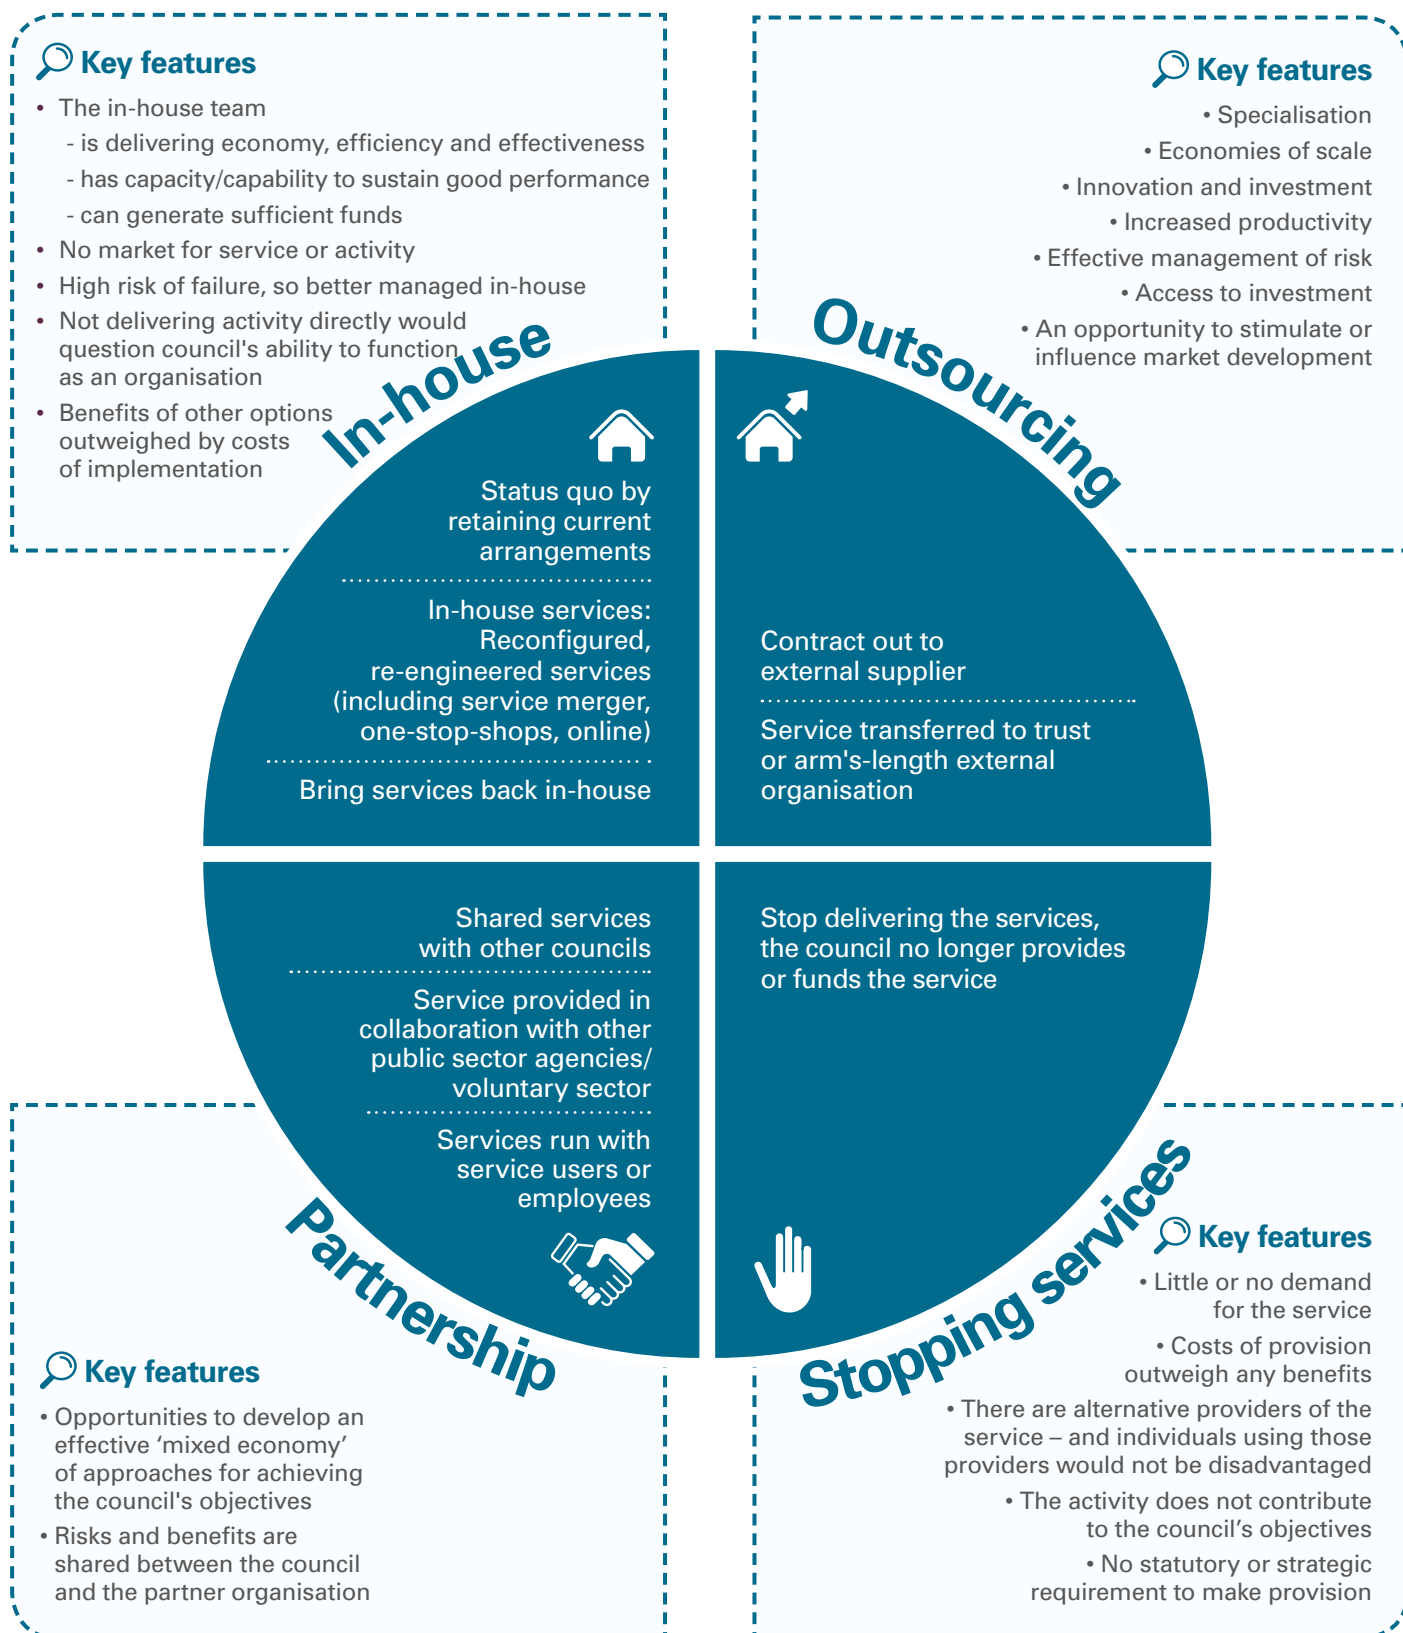 Key features
• The in-house team
- is delivering economy, efficiency and effectiveness
- has capacity/capability to sustain good performance
- can generate sufficient funds
• No market for service or activity
• High risk of failure, so better managed in-house
• Not delivering activity directly would
question council's ability to function
as an organisation
• Benefits of other options
outweighed by costs
of implementation
In-house
Status quo by
retaining current
arrangements
In-house services:
Reconfigured,
re-engineered services
(including service merger,
one-stop-shops, online)
Bring services back in-house
Key features
• Specialisation
• Economies of scale
• Innovation and investment
• Increased productivity
• Effective management of risk
• Access to investment
• An opportunity to stimulate or
influence market development
Outsourcing
Contract out to
external supplier
Service transferred to trust
or arm's-length external
organisation
Shared services
with other councils
Service provided in
collaboration with other
public sector agencies/
voluntary sector
Services run with
service users or
employees
Partnership
Key features
• Opportunities to develop an
effective ‘mixed economy’
of approaches for achieving
the council's objectives
• Risks and benefits are
shared between the council
and the partner organisation
Stop delivering the services,
the council no longer provides
or funds the service
Stopping services
Key features
• Little or no demand
for the service
• Costs of provision
outweigh any benefits
• There are alternative providers of the
service – and individuals using those
providers would not be disadvantaged
• The activity does not contribute
to the council’s objectives
• No statutory or strategic
requirement to make provision